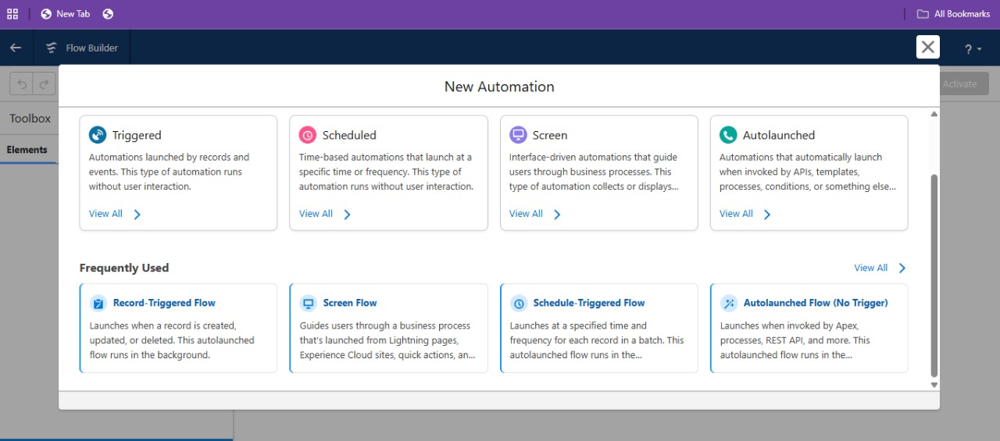 New Tab
All Bookmarks
Flow Builder
?
Activate
New Automation
Toolbox
Elements
Triggered
Automations launched by records and
events. This type of automation runs
without user interaction.
View All
Scheduled
Time-based automations that launch at a
specific time or frequency. This type of
automation runs without user interaction.
View All
Screen
Interface-driven automations that guide
users through business processes. This
type of automation collects or displays...
View All
Autolaunched
Automations that automatically launch
when invoked by APIs, templates,
processes, conditions, or something else...
View All
Frequently Used
View All
Record-Triggered Flow
Launches when a record is created,
updated, or deleted. This autolaunched
flow runs in the background.
Screen Flow
Guides users through a business process
that's launched from Lightning pages,
Experience Cloud sites, quick actions, an...
Schedule-Triggered Flow
Launches at a specified time and
frequency for each record in a batch. This
autolaunched flow runs in the...
Autolaunched Flow (No Trigger)
Launches when invoked by Apex,
processes, REST API, and more. This
autolaunched flow runs in the...